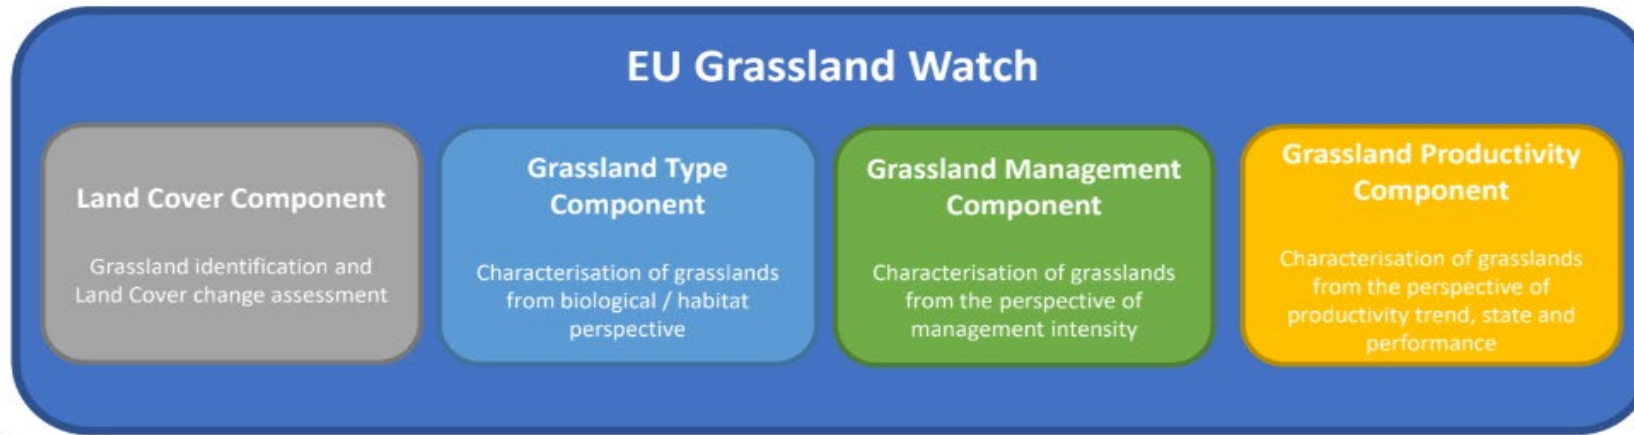 EU Grassland Watch
Land Cover Component
Grassland identification and
Land Cover change assessment
Grassland Type
Component
Characterisation of grasslands
from biological / habitat
perspective
Grassland Management
Component
Characterisation of grasslands
from the perspective of
management intensity
Grassland Productivity
Component
Characterisation of grasslands
from the perspective of
productivity trend, state and
performance